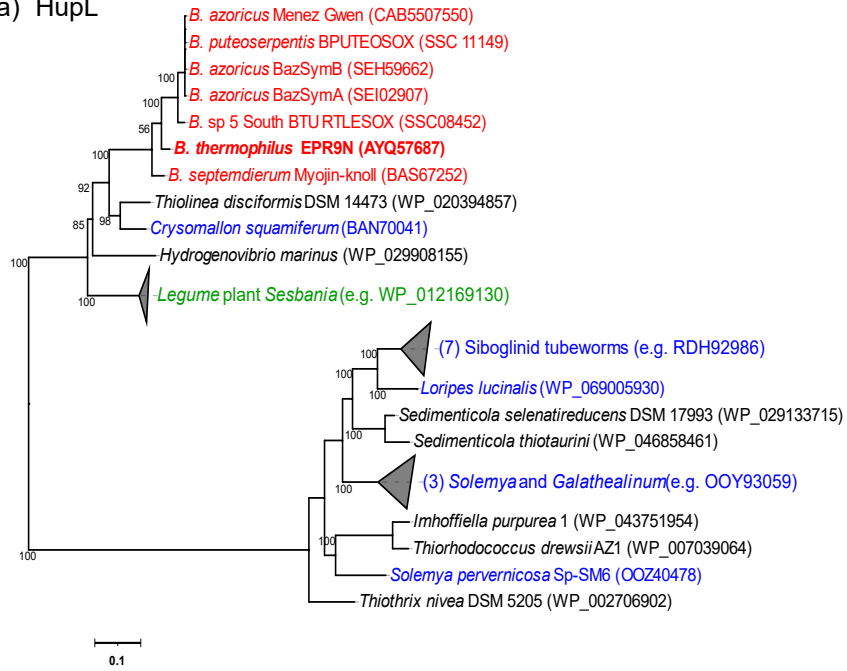 a) HupL
B. azoricus Menez Gwen (CAB5507550)
B. puteoserpentis BPUTEOSOX (SSC 11149)
B. azoricus BazSymB (SEH59662)
100
B. azoricus BazSymA (SEI02907)
100
B. sp 5 South BTURTLESOX (SSC08452)
56
B. thermophilus EPR9N (AYQ57687)
100
B. septemdierum Myojin-knoll (BAS67252)
92
Thiolinea disciformis DSM 14473 (WP_020394857)
98
85
Crysomallon squamiferum (BAN70041)
Hydrogenovibrio marinus (WP_029908155)
100
Legume plant Sesbania (e.g. WP_012169130)
100
(7) Siboglinid tubeworms (e.g. RDH92986)
100
100
Loripes lucinalis (WP_069005930)
100
Sedimenticola selenatireducens DSM 17993 (WP_029133715)
100
Sedimenticola thiotaurini (WP_046858461)
(3) Solemya and Galathealinum (e.g. OOY93059)
100
Imhoffiella purpurea 1 (WP_043751954)
100
Thiorhodococcus drewsii AZ1 (WP_007039064)
100
Solemya pervernicosa Sp-SM6 (OOZ40478)
Thiothrix nivea DSM 5205 (WP_002706902)
0.1